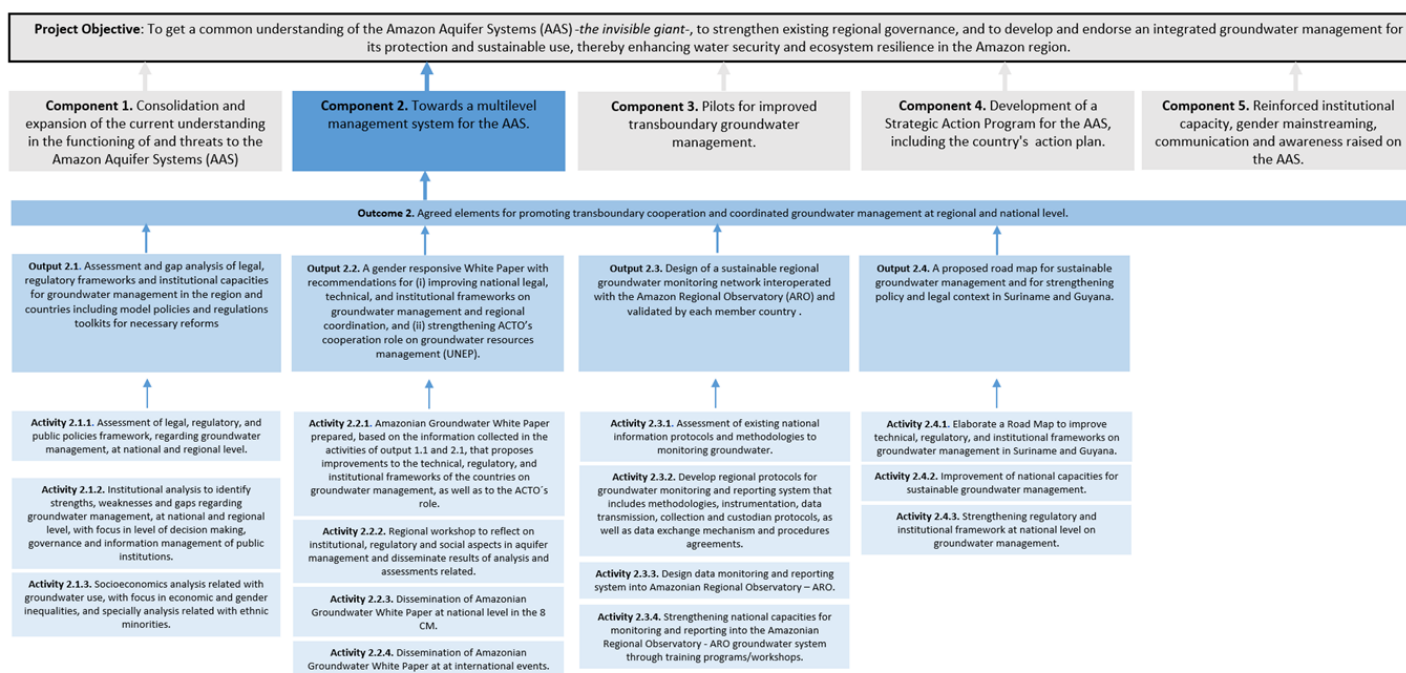 Project Objective: To get a common understanding of the Amazon Aquifer Systems (AAS) -the invisible giant-, to strengthen existing regional governance, and to develop and endorse an integrated groundwater management for
its protection and sustainable use, thereby enhancing water security and ecosystem resilience in the Amazon region.
Component 1. Consolidation and
expansion of the current understanding
in the functioning of and threats to the
Amazon Aquifer Systems (AAS)
Component 2. Towards a multilevel
management system for the AAS.
Component 3. Pilots for improved
transboundary groundwater
management.
Component 4. Development of a
Strategic Action Program for the AAS,
including the country's action plan.
Component 5. Reinforced institutional
capacity, gender mainstreaming,
communication and awareness raised on
the AAS.
Outcome 2. Agreed elements for promoting transboundary cooperation and coordinated groundwater management at regional and national level.
Output 2.1. Assessment and gap analysis of legal,
regulatory frameworks and institutional capacities
for groundwater management in the region and
countries including model policies and regulations
toolkits for necessary reforms
Output 2.2. A gender responsive White Paper with
recommendations for (i) improving national legal,
technical, and institutional frameworks on
groundwater management and regional
coordination, and (ii) strengthening ACTO's
cooperation role on groundwater resources
management (UNEP).
Output 2.3. Design of a sustainable regional
groundwater monitoring network interoperated
with the Amazon Regional Observatory (ARO) and
validated by each member country .
Output 2.4. A proposed road map for sustainable
groundwater management and for strengthening
policy and legal context in Suriname and Guyana.
Activity 2.1.1. Assessment of legal, regulatory, and
public policies framework, regarding groundwater
management, at national and regional level.
Activity 2.1.2. Institutional analysis to identify
strengths, weaknesses and gaps regarding
groundwater management, at national and regional
level, with focus in level of decision making,
governance and information management of public
institutions.
Activity 2.1.3. Socioeconomics analysis related with
groundwater use, with focus in economic and gender
inequalities, and specially analysis related with ethnic
minorities.
Activity 2.2.1. Amazonian Groundwater White Paper
prepared, based on the information collected in the
activities of output 1.1 and 2.1, that proposes
improvements to the technical, regulatory, and
institutional frameworks of the countries on
groundwater management, as well as to the ACTO´s
role.
Activity 2.2.2. Regional workshop to reflect on
institutional, regulatory and social aspects in aquifer
management and disseminate results of analysis and
assessments related.
Activity 2.2.3. Dissemination of Amazonian
Groundwater White Paper at national level in the 8
CM.
Activity 2.2.4. Dissemination of Amazonian
Groundwater White Paper at at international events.
Activity 2.3.1. Assessment of existing national
information protocols and methodologies to
monitoring groundwater.
Activity 2.3.2. Develop regional protocols for
groundwater monitoring and reporting system that
includes methodologies, instrumentation, data
transmission, collection and custodian protocols, as
well as data exchange mechanism and procedures
agreements.
Activity 2.3.3. Design data monitoring and reporting
system into Amazonian Regional Observatory – ARO.
Activity 2.3.4. Strengthening national capacities for
monitoring and reporting into the Amazonian
Regional Observatory - ARO groundwater system
through training programs/workshops.
Activity 2.4.1. Elaborate a Road Map to improve
technical, regulatory, and institutional frameworks on
groundwater management in Suriname and Guyana.
Activity 2.4.2. Improvement of national capacities for
sustainable groundwater management.
Activity 2.4.3. Strengthening regulatory and
institutional framework at national level on
groundwater management.